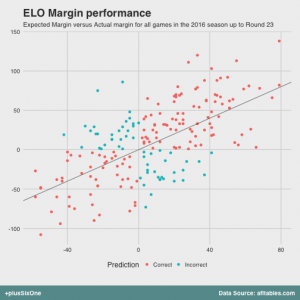 ELO Margin performance
Expected Margin versus Actual margin for all games in the 2016 season up to Round 23
150
100
50
0
-50
-100
-40
0
40
80
Prediction Correct Incorrect
+plusSixOne Data Source: afltables.com